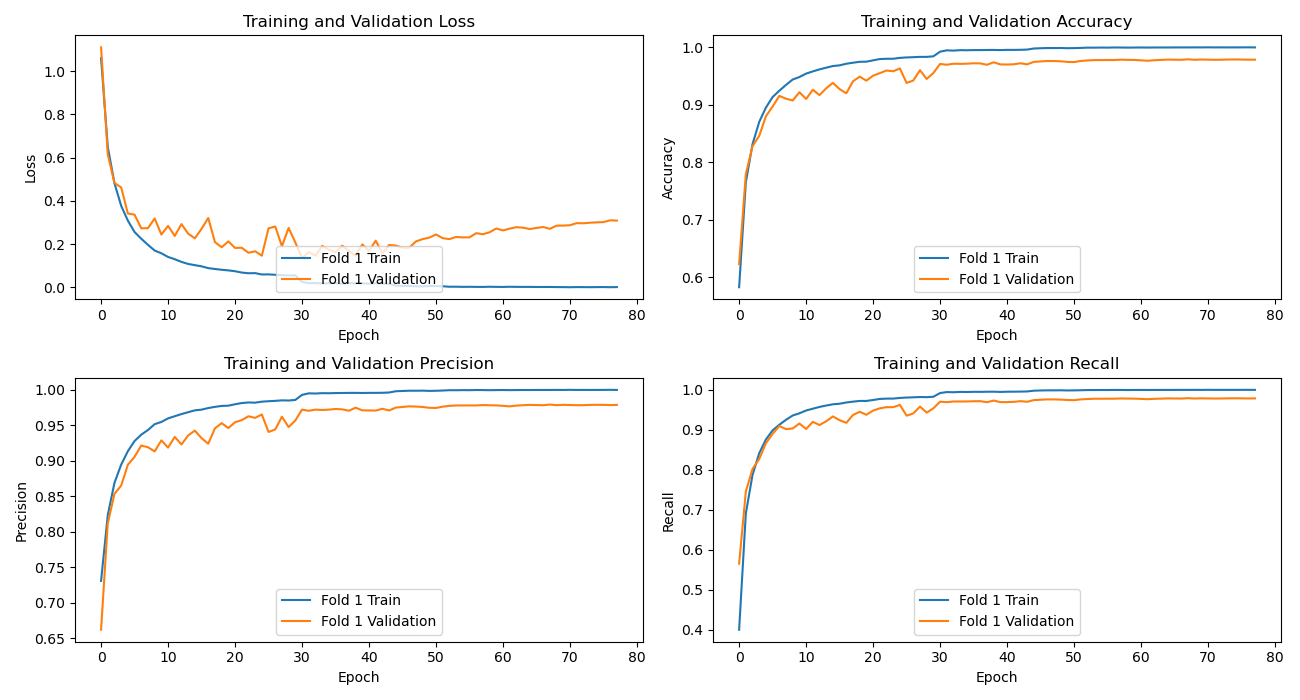 Training and Validation Loss
Loss
1.0
0.8
0.6
0.4
0.2
0.0
Fold 1 Train
Fold 1 Validation
0 10 20 30 40 50 60 70 80
Epoch
Training and Validation Accuracy
Accuracy
1.0
0.9
0.8
0.7
0.6
Fold 1 Train
Fold 1 Validation
0 10 20 30 40 50 60 70 80
Epoch
Training and Validation Precision
Precision
1.00
0.95
0.90
0.85
0.80
0.75
0.70
0.65
Fold 1 Train
Fold 1 Validation
0 10 20 30 40 50 60 70 80
Epoch
Training and Validation Recall
Recall
1.0
0.9
0.8
0.7
0.6
0.5
0.4
Fold 1 Train
Fold 1 Validation
0 10 20 30 40 50 60 70 80
Epoch